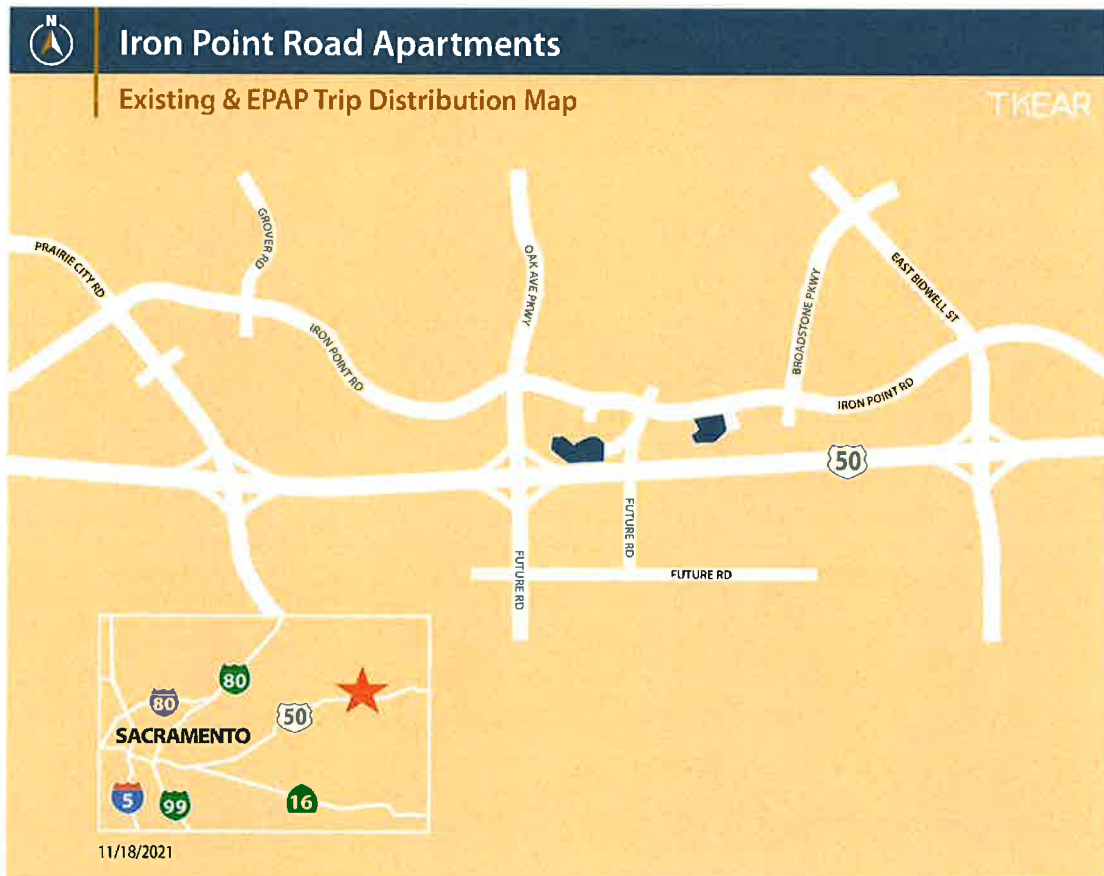 N
Iron Point Road Apartments
Existing & EPAP Trip Distribution Map
TKEAR
PRAIRIE CITY RD
GROVER RD
IRON POINT RD
OAK AVE PKWY
BROADSTONE PKWY
EAST BIDWELL ST
IRON POINT RD
50
FUTURE RD
FUTURE RD
FUTURE RD
80
80
50
SACRAMENTO
5
99
16
11/18/2021